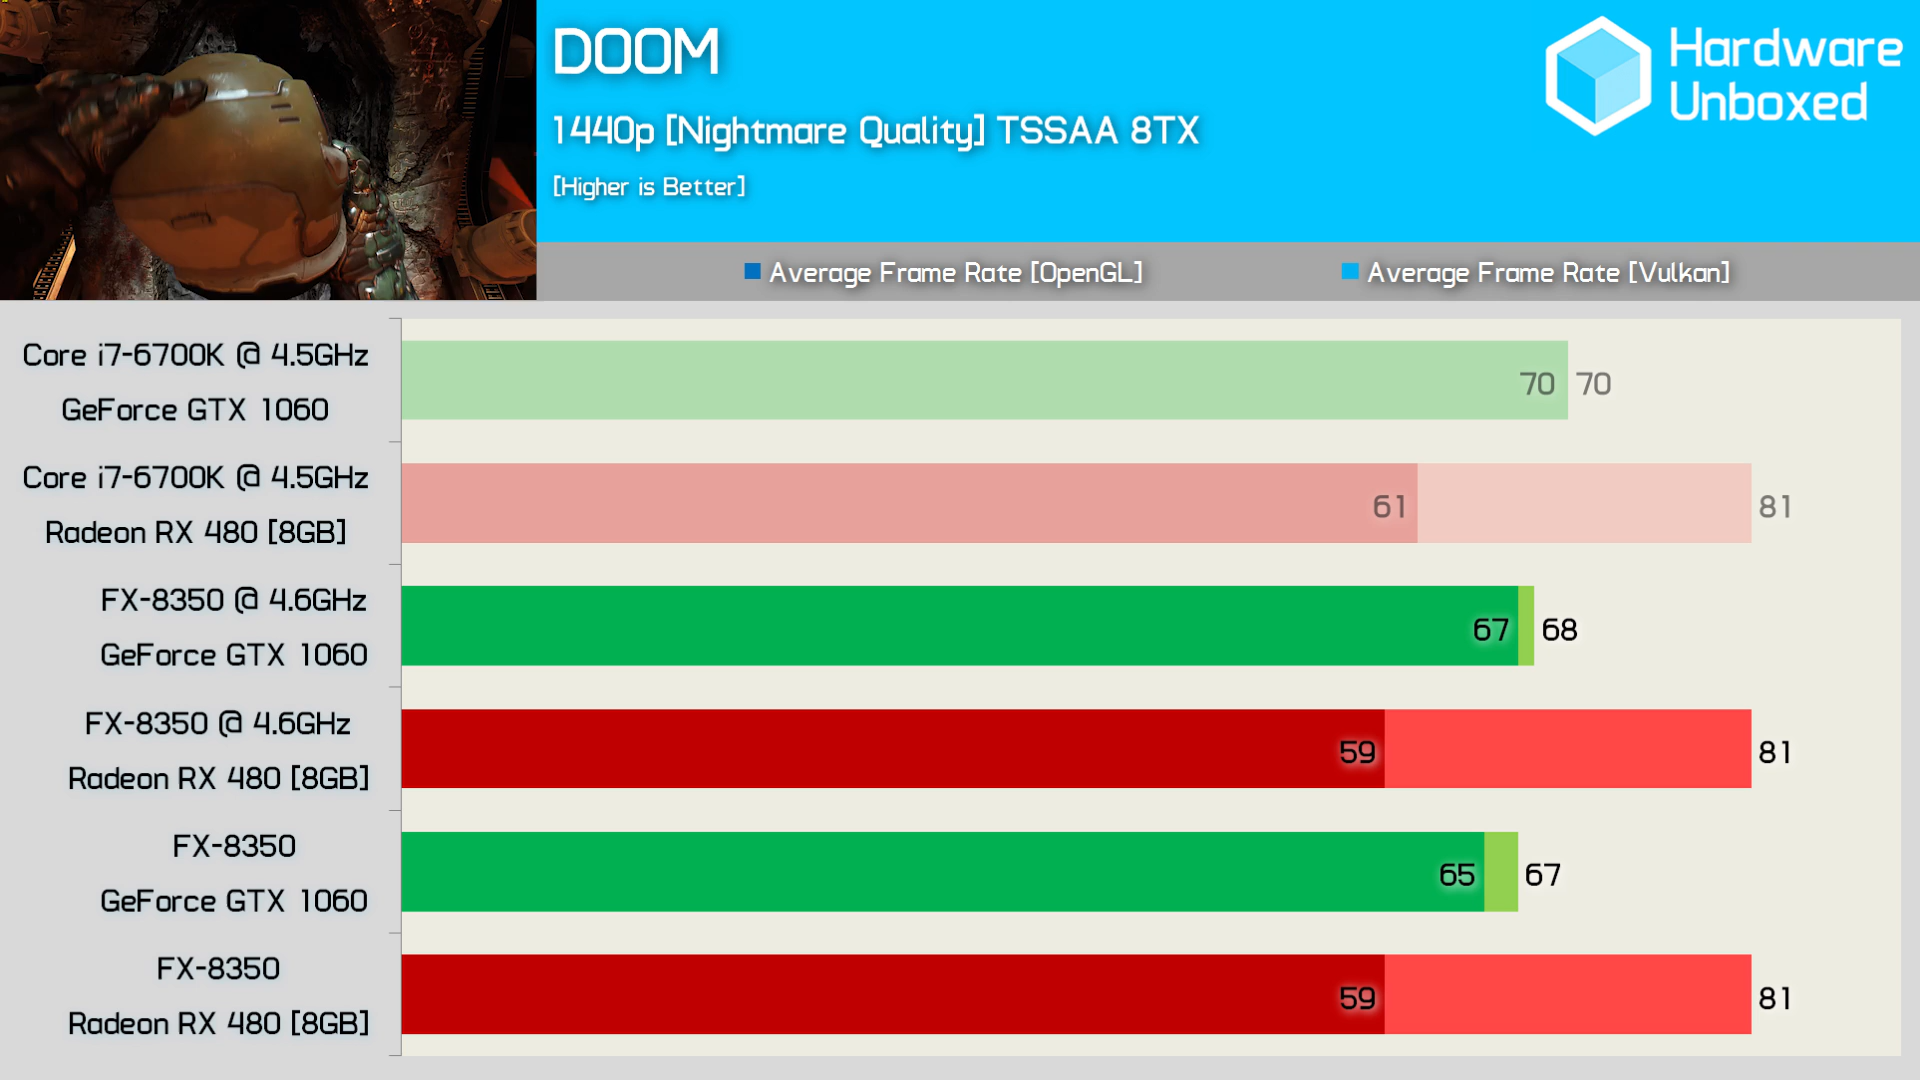 DOOM
1440p [Nightmare Quality] TSSAA 8TX
[Higher is Better]
Hardware
Unboxed
Average Frame Rate [OpenGL]
Average Frame Rate [Vulkan]
Core i7-6700K @ 4.5GHz
GeForce GTX 1060
70 70
Core i7-6700K @ 4.5GHz
Radeon RX 480 [8GB]
61 81
FX-8350 @ 4.6GHz
GeForce GTX 1060
67 68
FX-8350 @ 4.6GHz
Radeon RX 480 [8GB]
59 81
FX-8350
GeForce GTX 1060
65 67
FX-8350
Radeon RX 480 [8GB]
59 81